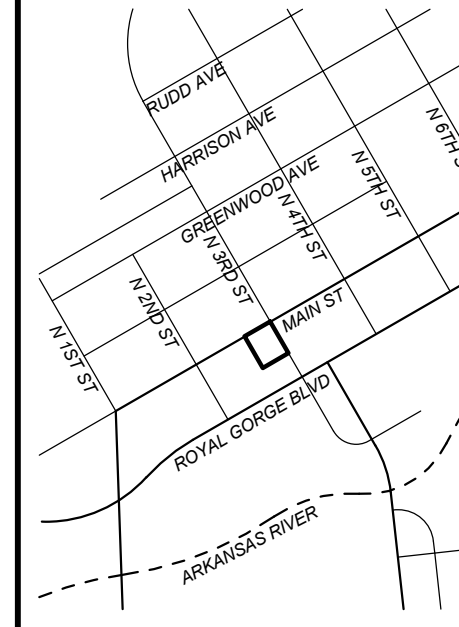 RUDD AVE
HARRISON AVE
GREENWOOD AVE
N 6TH S
N 5TH ST
N 4TH ST
N 3RD ST
N 2ND ST
N 1ST ST
MAIN ST
ROYAL GORGE BLVD
ARKANSAS RIVER